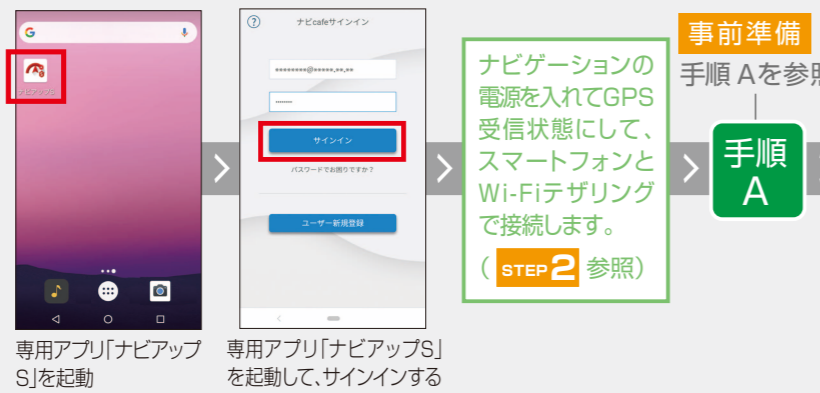 ナビアップS
専用アプリ「ナビアップ
S」を起動
?
ナビcafeサインイン
********@*****.**.**
サインイン
パスワードでお困りですか？
ユーザー新規登録
専用アプリ「ナビアップS」
を起動して、サインインする
ナビゲーションの
電源を入れてGPS
受信状態にして、
スマートフォンと
Wi-Fiテザリング
で接続します。
( STEP2 参照)
事前準備
手順 Aを参照
手順
A